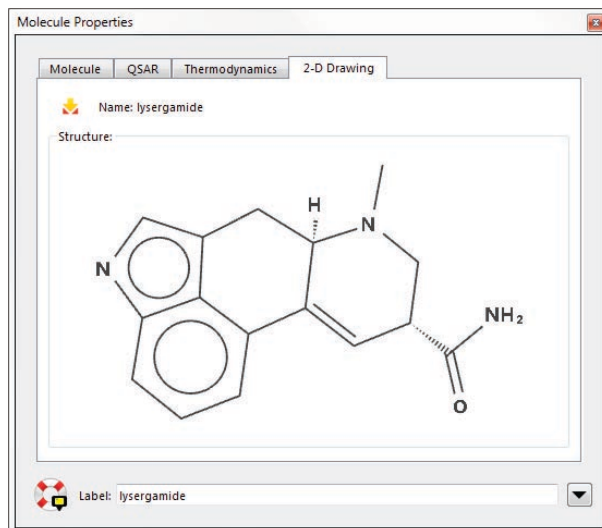 Molecule Properties
Molecule QSAR Thermodynamics 2-D Drawing
Name: lysergamide
Structure:
H
N
N
NH₂
O
Label: lysergamide